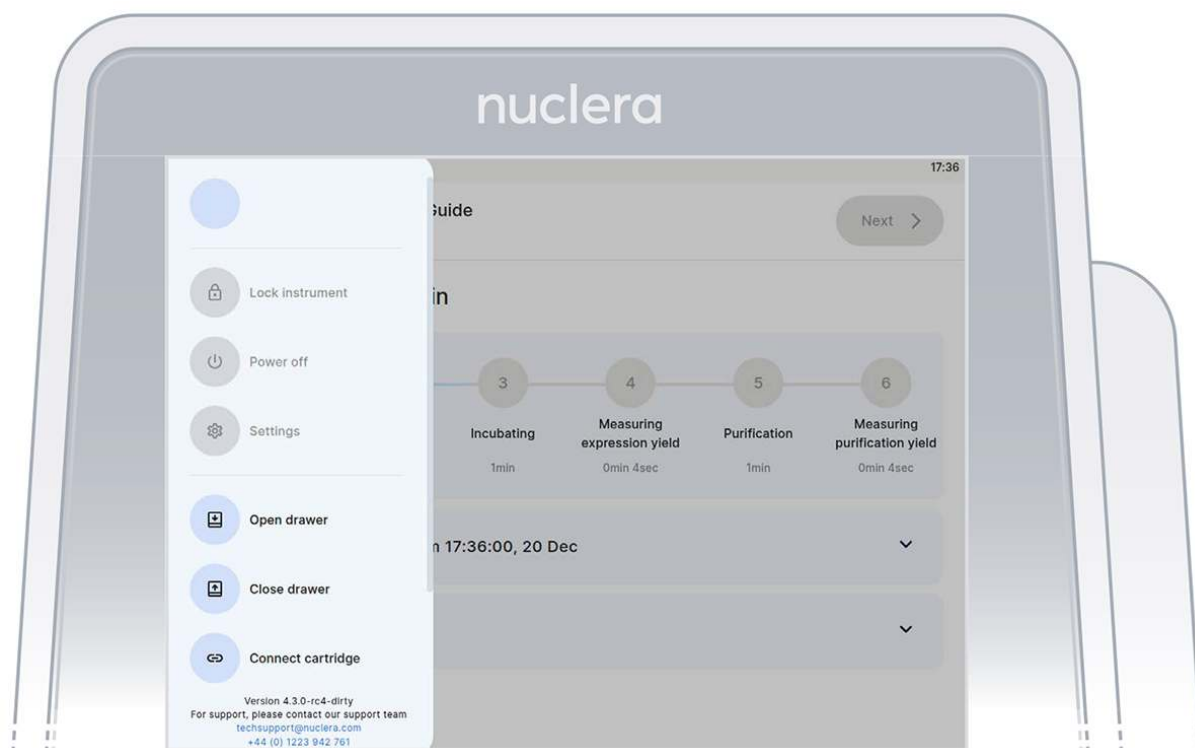 nuclera
17:36
Guide
Next
Lock instrument
in
Power off
3
4
5
6
Settings
Incubating
Measuring
expression yield
Purification
Measuring
purification yield
1min
0min 4sec
1min
0min 4sec
Open drawer
17:36:00, 20 Dec
Close drawer
Connect cartridge
Version 4.3.0-rc4-dirty
For support, please contact our support team
techsupport@nuclera.com
+44 (0) 1223 942 761